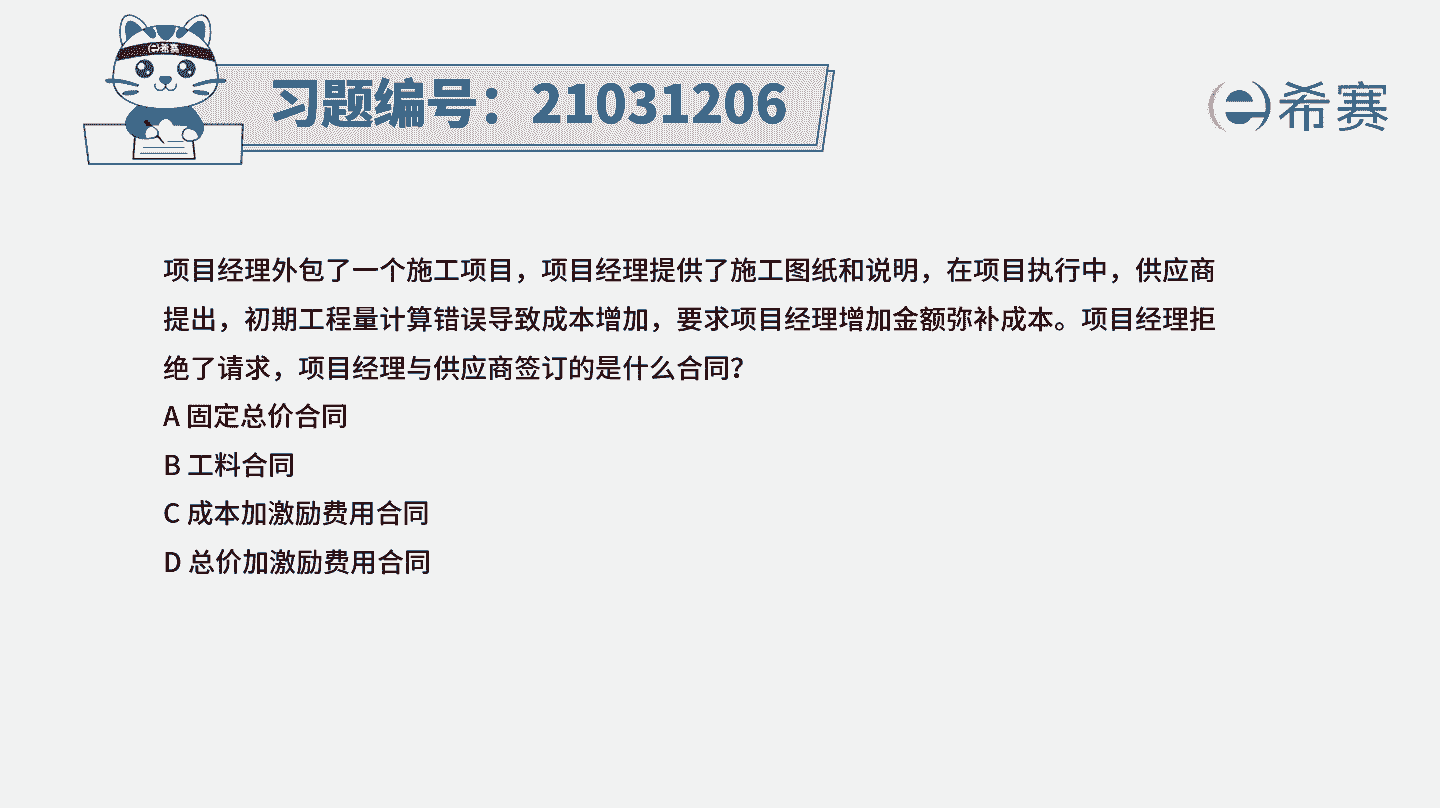 希赛
习题编号：21031206
希赛
项目经理外包了一个施工项目，项目经理提供了施工图纸和说明，在项目执行中，供应商
提出，初期工程量计算错误导致成本增加，要求项目经理增加金额弥补成本。项目经理拒
绝了请求，项目经理与供应商签订的是什么合同？
A 固定总价合同
B 工料合同
C 成本加激励费用合同
D 总价加激励费用合同